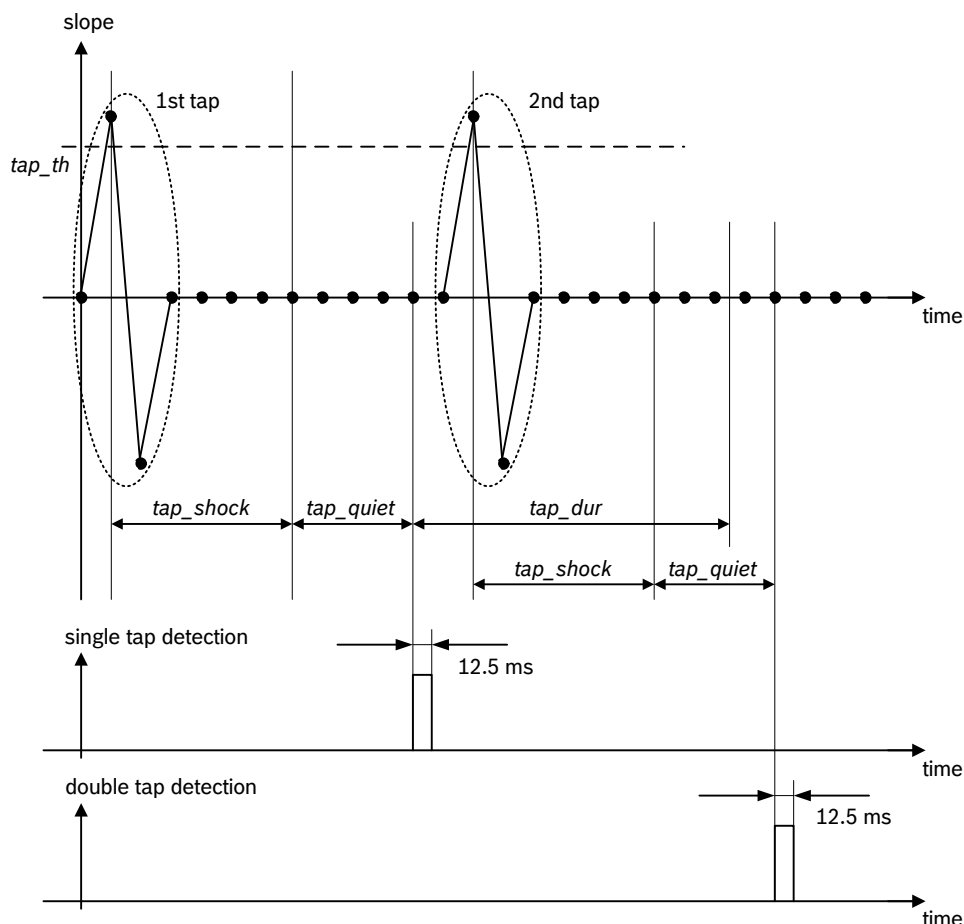 slope
1st tap
2nd tap
tap_th
time
tap_shock
tap_quiet
tap_dur
tap_shock
tap_quiet
single tap detection
12.5 ms
time
double tap detection
12.5 ms
time